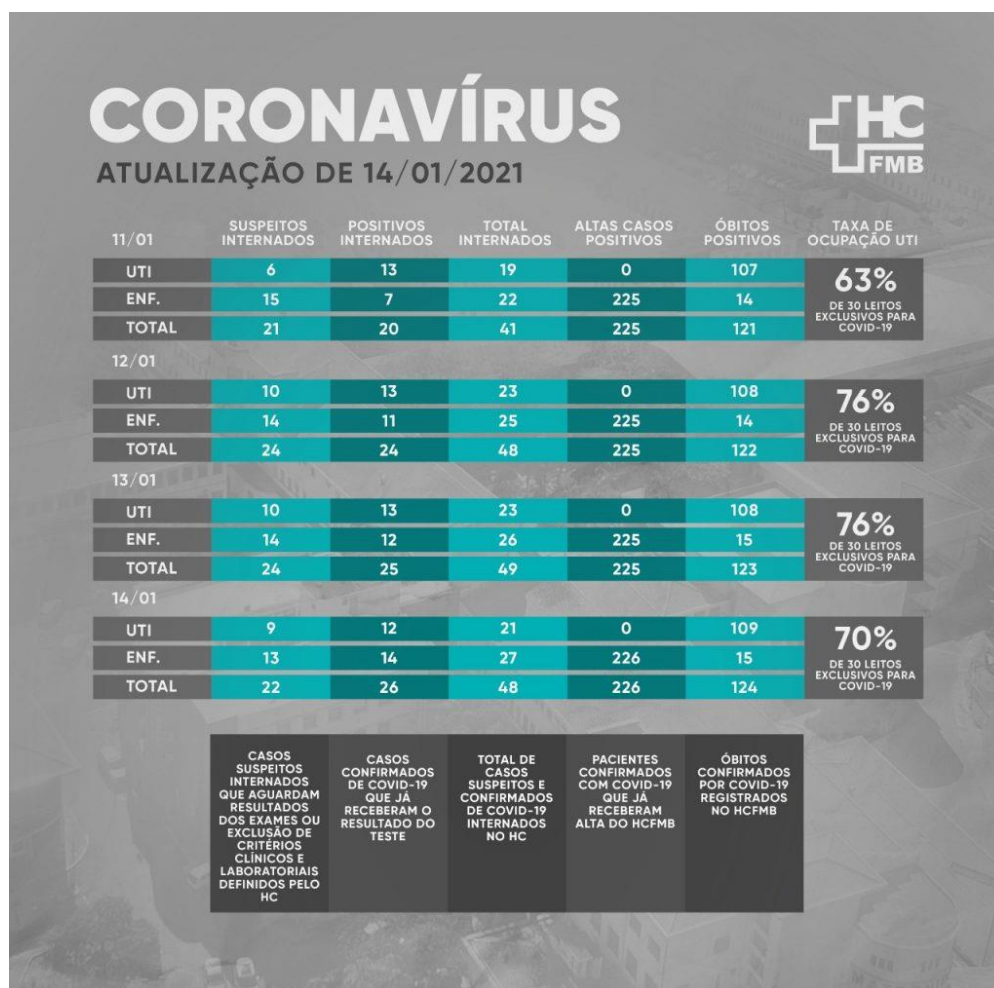 CORONAVÍRUS
ATUALIZAÇÃO DE 14/01/2021
HC
FMB
11/01 SUSPEITOS INTERNADOS POSITIVOS INTERNADOS TOTAL INTERNADOS ALTAS CASOS POSITIVOS ÓBITOS POSITIVOS TAXA DE OCUPAÇÃO UTI
UTI 6 13 19 0 107
ENF. 15 7 22 225 14
TOTAL 21 20 41 225 121
63%
DE 30 LEITOS
EXCLUSIVOS PARA
COVID-19
12/01
UTI 10 13 23 0 108
ENF. 14 11 25 225 14
TOTAL 24 24 48 225 122
76%
DE 30 LEITOS
EXCLUSIVOS PARA
COVID-19
13/01
UTI 10 13 23 0 108
ENF. 14 12 26 225 15
TOTAL 24 25 49 225 123
76%
DE 30 LEITOS
EXCLUSIVOS PARA
COVID-19
14/01
UTI 9 12 21 0 109
ENF. 13 14 27 226 15
TOTAL 22 26 48 226 124
70%
DE 30 LEITOS
EXCLUSIVOS PARA
COVID-19
CASOS
SUSPEITOS
INTERNADOS
QUE AGUARDAM
RESULTADOS
DOS EXAMES OU
EXCLUSÃO DE
CRITÉRIOS
CLÍNICOS E
LABORATORIAIS
DEFINIDOS PELO
HC
CASOS
CONFIRMADOS
DE COVID-19
QUE JÁ
RECEBERAM O
RESULTADO DO
TESTE
TOTAL DE
CASOS
SUSPEITOS E
CONFIRMADOS
DE COVID-19
INTERNADOS
NO HC
PACIENTES
CONFIRMADOS
COM COVID-19
QUE JÁ
RECEBERAM
ALTA DO HCFMB
ÓBITOS
CONFIRMADOS
POR COVID-19
REGISTRADOS
NO HCFMB